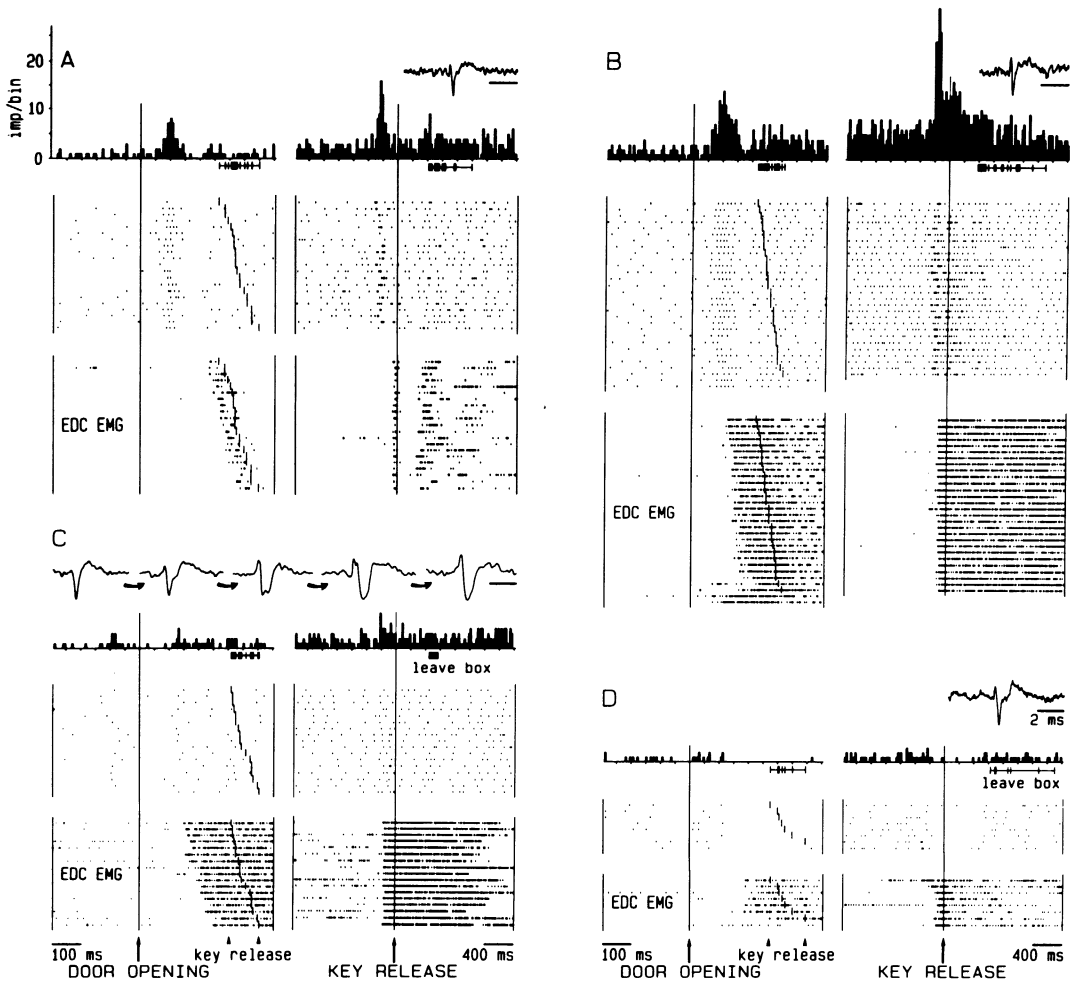 A
B
imp/bin
20
10
0
EDC EMG
EDC EMG
C
leave box
EDC EMG
100 ms
key release
400 ms
DOOR OPENING
KEY RELEASE
D
2 ms
leave box
EDC EMG
100 ms
key release
400 ms
DOOR OPENING
KEY RELEASE